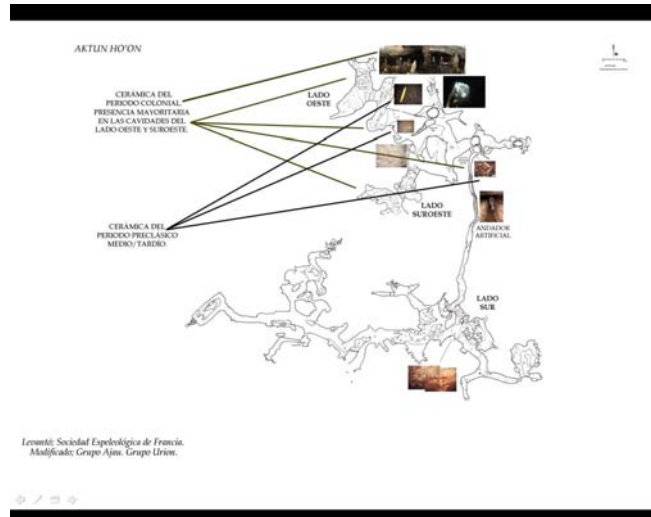 AKTUN HO'ON
CERÁMICA DEL
PERIODO COLONIAL,
PRESENCIA MAYORITARIA
EN LAS CAVIDADES DEL
LADO OESTE Y SUROESTE.
LADO
OESTE
CERÁMICA DEL
PERIODO PRECLÁSICO
MEDIO/TARDÍO.
LADO
SUROESTE
ANDADOR
ARTIFICIAL
LADO
SUR
Levantó; Sociedad Espeleológica de Francia.
Modificado; Grupo Ajau. Grupo Urion.